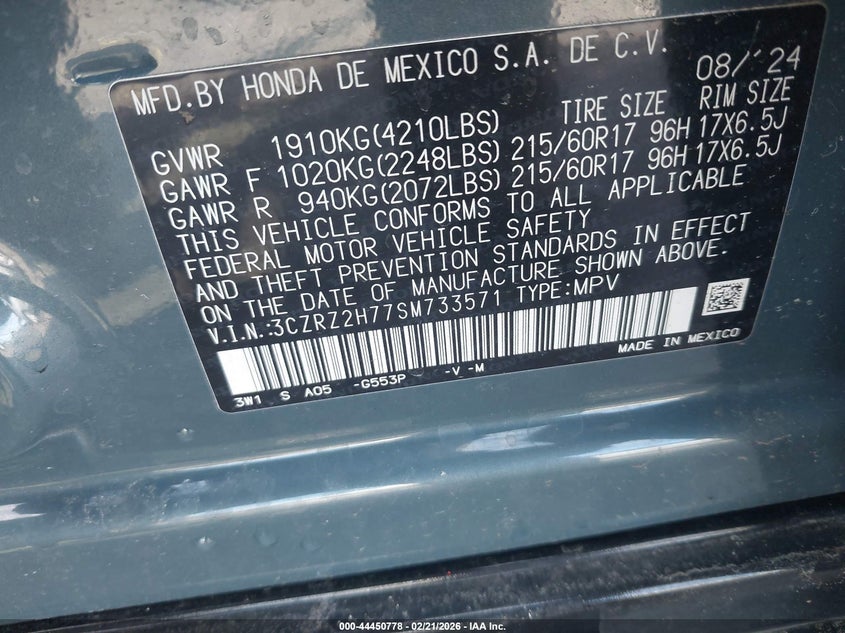 MFD.BY HONDA DE MEXICO S.A. DE C.V. 08/'24
TIRE SIZE RIM SIZE
GVWR 1910KG(4210LBS)
GAWR F 1020KG(2248LBS) 215/60R17 96H 17X6.5J
GAWR R 940KG(2072LBS) 215/60R17 96H 17X6.5J
THIS VEHICLE CONFORMS TO ALL APPLICABLE
FEDERAL MOTOR VEHICLE SAFETY
AND THEFT PREVENTION STANDARDS IN EFFECT
ON THE DATE OF MANUFACTURE SHOWN ABOVE.
V.I.N.:3CZRZ2H77SM733571 TYPE:MPV
MADE IN MEXICO
3W1 S A05 -G553P -V -M
000-44450778 - 02/21/2026 - IAA Inc.